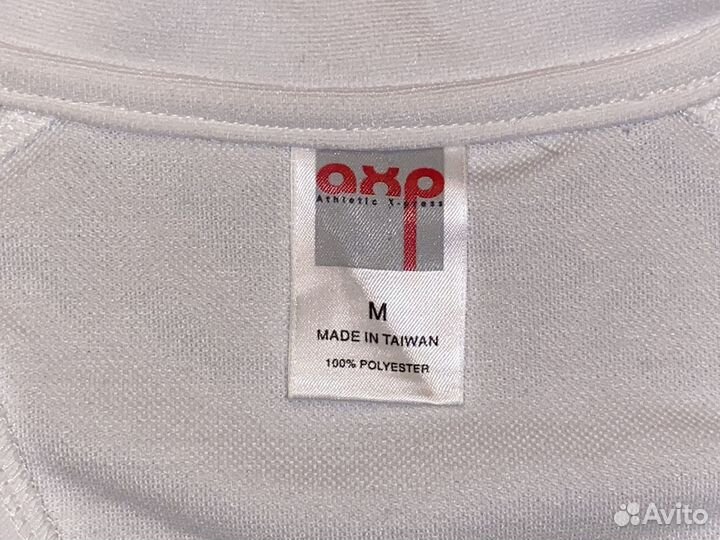 axp
Athletic X-press
M
MADE IN TAIWAN
100% POLYESTER
Avito